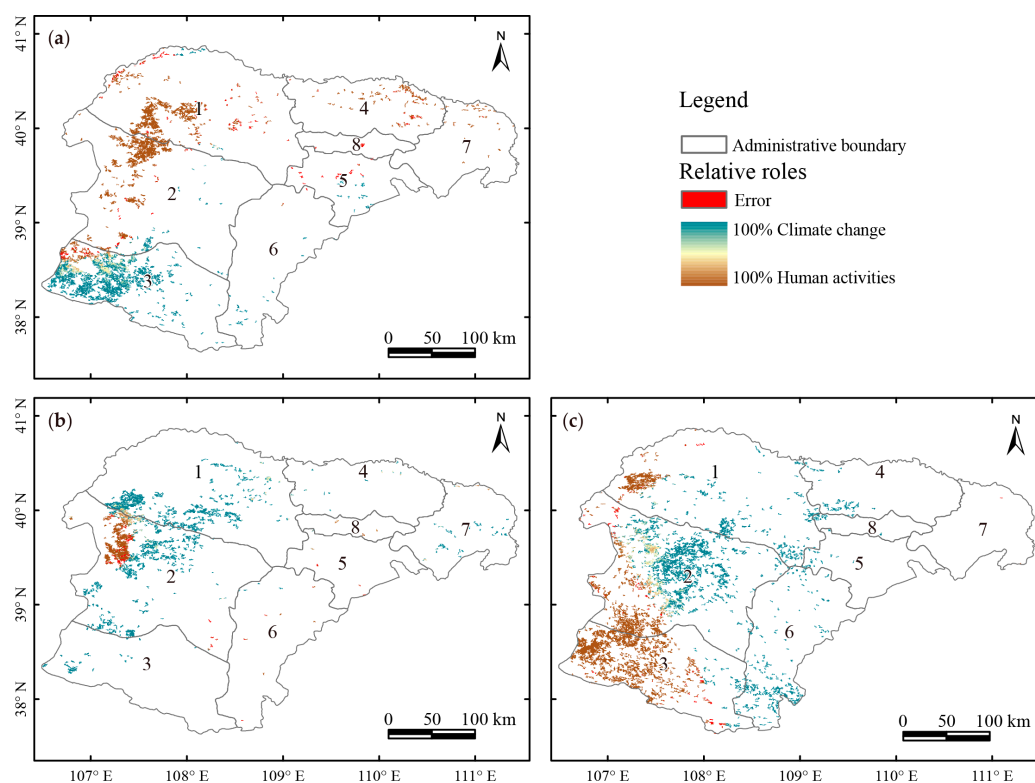 (a)
N
41° N
40° N
39° N
38° N
1
4
8
7
5
2
6
3
0 50 100 km
Legend
Administrative boundary
Relative roles
Error
100% Climate change
100% Human activities
(b)
N
41° N
40° N
39° N
38° N
1
4
8
7
5
2
6
3
0 50 100 km
107° E 108° E 109° E 110° E 111° E
(c)
N
1
4
8
7
5
2
6
3
0 50 100 km
107° E 108° E 109° E 110° E 111° E